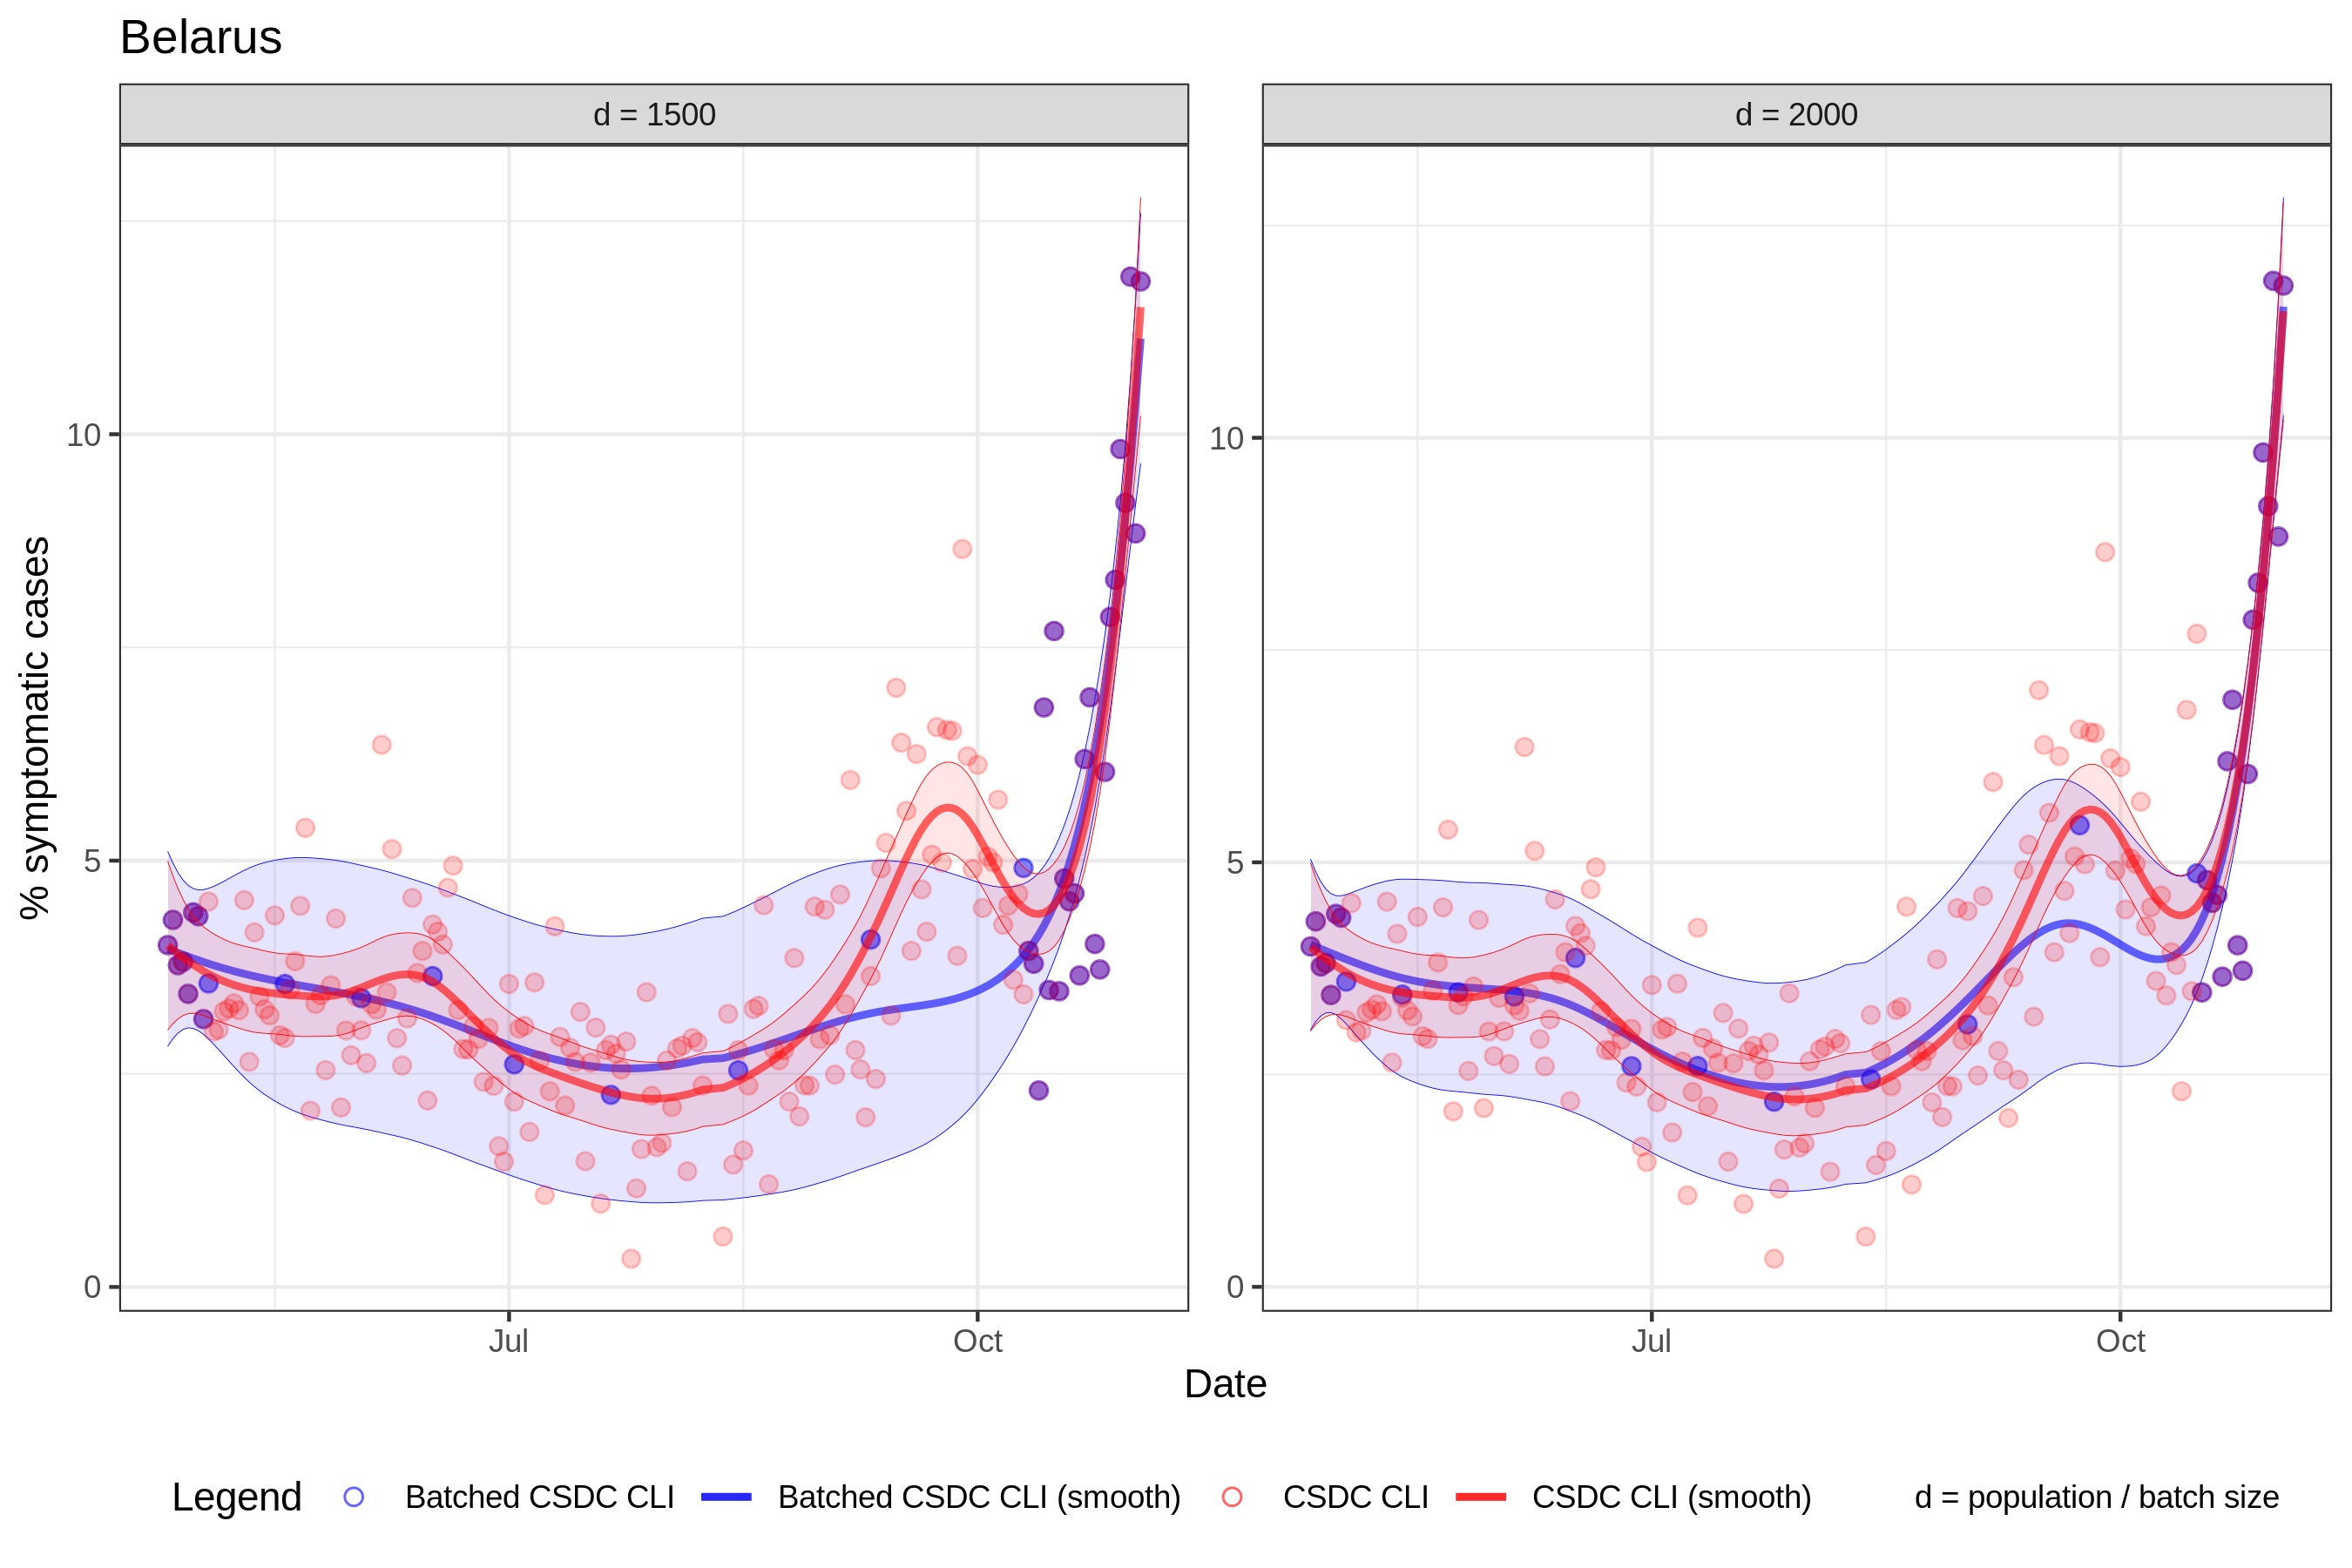 Belarus
d = 1500
d = 2000
% symptomatic cases
10
5
0
10
5
0
Jul
Oct
Jul
Oct
Date
Legend
Batched CSDC CLI
Batched CSDC CLI (smooth)
CSDC CLI
CSDC CLI (smooth)
d = population / batch size